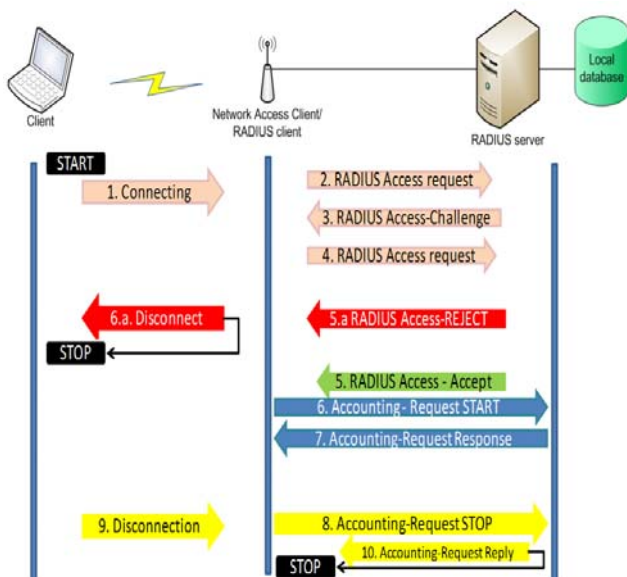 Client
Network Access Client/
RADIUS client
RADIUS server
Local
database
START
1. Connecting
2. RADIUS Access request
3. RADIUS Access-Challenge
4. RADIUS Access request
6.a. Disconnect
5.a RADIUS Access-REJECT
STOP
5. RADIUS Access - Accept
6. Accounting - Request START
7. Accounting-Request Response
9. Disconnection
8. Accounting-Request STOP
10. Accounting-Request Reply
STOP